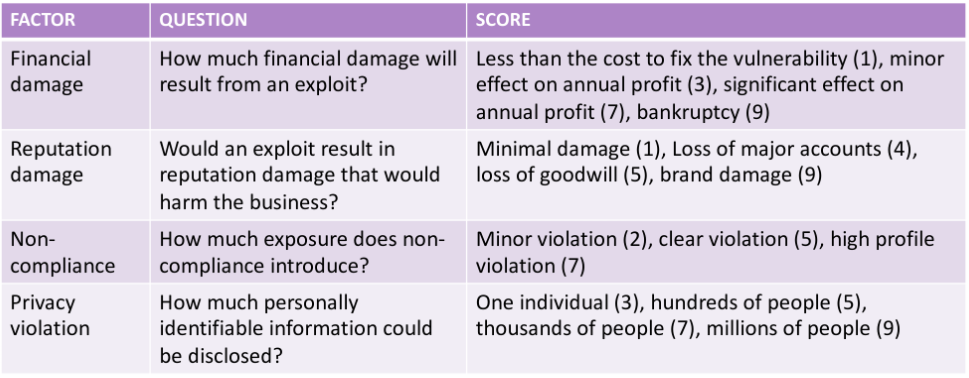 FACTOR QUESTION SCORE
Financial damage
How much financial damage will result from an exploit?
Less than the cost to fix the vulnerability (1), minor effect on annual profit (3), significant effect on annual profit (7), bankruptcy (9)
Reputation damage
Would an exploit result in reputation damage that would harm the business?
Minimal damage (1), Loss of major accounts (4), loss of goodwill (5), brand damage (9)
Non-compliance
How much exposure does non-compliance introduce?
Minor violation (2), clear violation (5), high profile violation (7)
Privacy violation
How much personally identifiable information could be disclosed?
One individual (3), hundreds of people (5), thousands of people (7), millions of people (9)